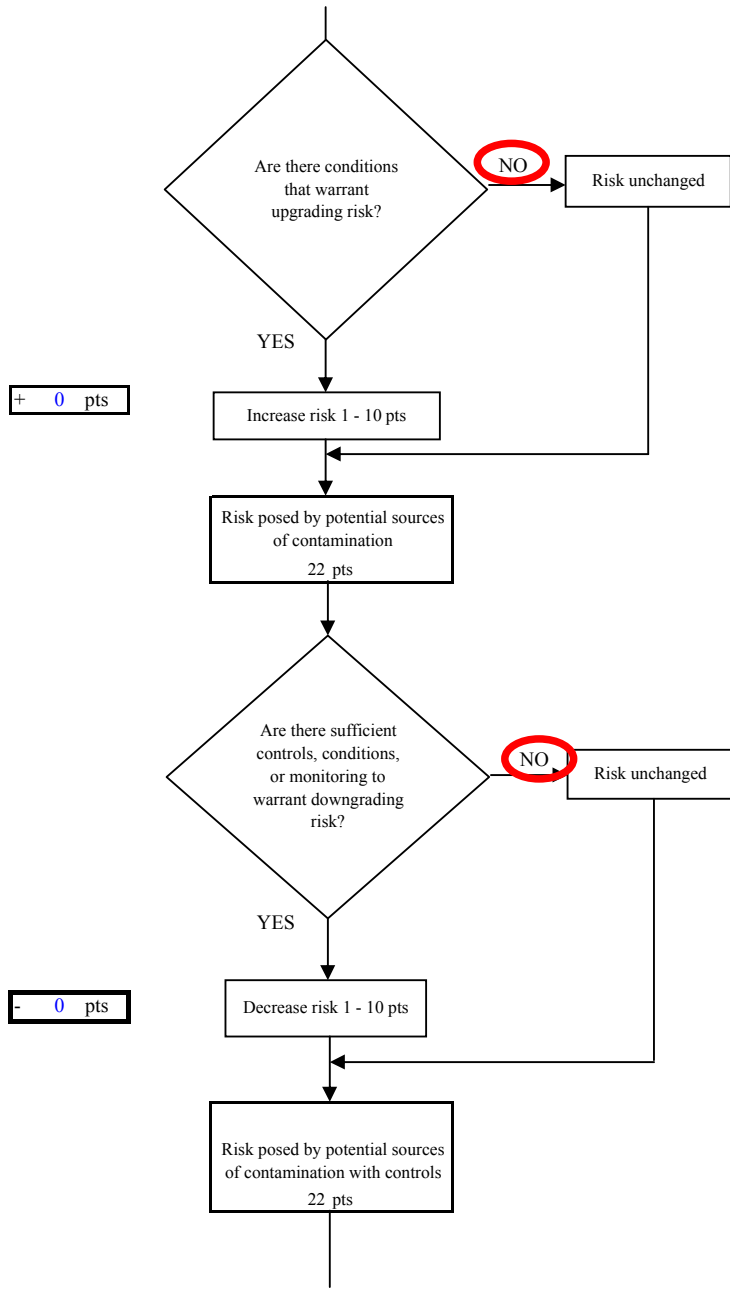 Are there conditions
that warrant
upgrading risk?
NO
Risk unchanged
YES
+ 0 pts
Increase risk 1 - 10 pts
Risk posed by potential sources
of contamination
22 pts
Are there sufficient
controls, conditions,
or monitoring to
warrant downgrading
risk?
NO
Risk unchanged
YES
- 0 pts
Decrease risk 1 - 10 pts
Risk posed by potential sources
of contamination with controls
22 pts